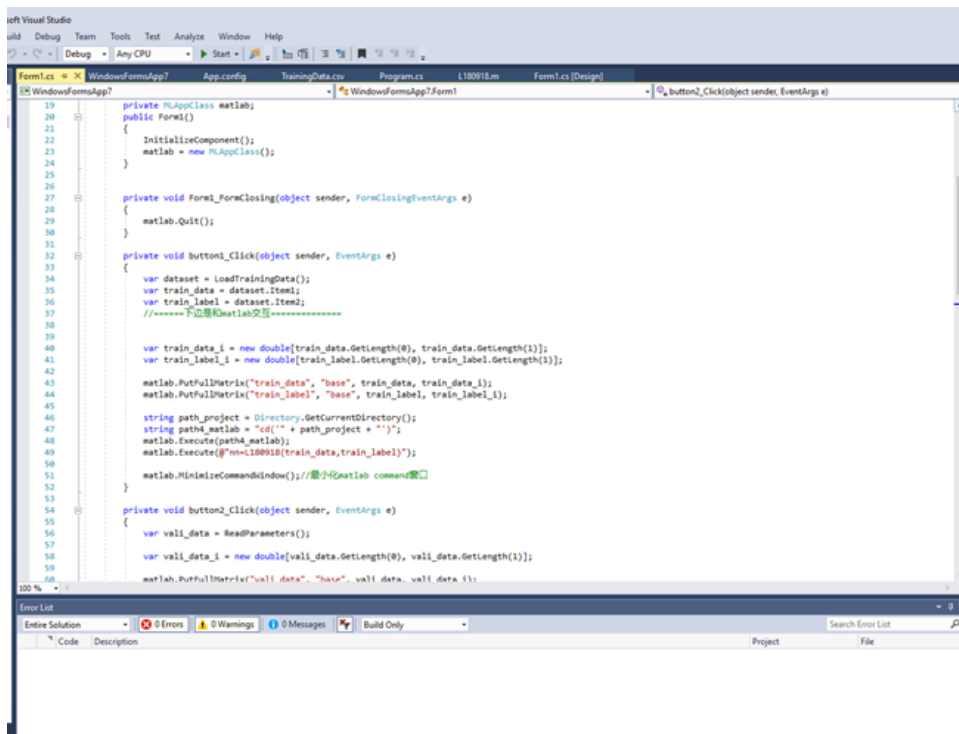 soft Visual Studio
uild Debug Team Tools Test Analyze Window Help
Debug Any CPU Start
Form1.cs WindowsFormsApp7 App.config TrainingData.csv Program.cs L180918.m Form1.cs [Design]
WindowsFormsApp7 WindowsFormsApp7.Form1 button2_Click(object sender, EventArgs e)
19 private MLAppClass matlab;
20 public Form1()
21 {
22 InitializeComponent();
23 matlab = new MLAppClass();
24 }
25
26
27 private void Form1_FormClosing(object sender, FormClosingEventArgs e)
28 {
29 matlab.Quit();
30 }
31
32 private void button1_Click(object sender, EventArgs e)
33 {
34 var dataset = LoadTrainingData();
35 var train_data = dataset.Item1;
36 var train_label = dataset.Item2;
37 //======下边是和matlab交互==============
38
39
40 var train_data_i = new double[train_data.GetLength(0), train_data.GetLength(1)];
41 var train_label_i = new double[train_label.GetLength(0), train_label.GetLength(1)];
42
43 matlab.PutFullMatrix("train_data", "base", train_data, train_data_i);
44 matlab.PutFullMatrix("train_label", "base", train_label, train_label_i);
45
46 string path_project = Directory.GetCurrentDirectory();
47 string path4_matlab = "cd('" + path_project + "')";
48 matlab.Execute(path4_matlab);
49 matlab.Execute(@"nn=L180918(train_data,train_label)");
50
51 matlab.MinimizeCommandWindow();//最小化matlab command窗口
52 }
53
54 private void button2_Click(object sender, EventArgs e)
55 {
56 var vali_data = ReadParameters();
57
58 var vali_data_i = new double[vali_data.GetLength(0), vali_data.GetLength(1)];
59
60 matlab.PutFullMatrix("vali_data", "base", vali_data, vali_data_i);
100 %
Error List
Entire Solution 0 Errors 0 Warnings 0 Messages Build Only Search Error List
Code Description Project File